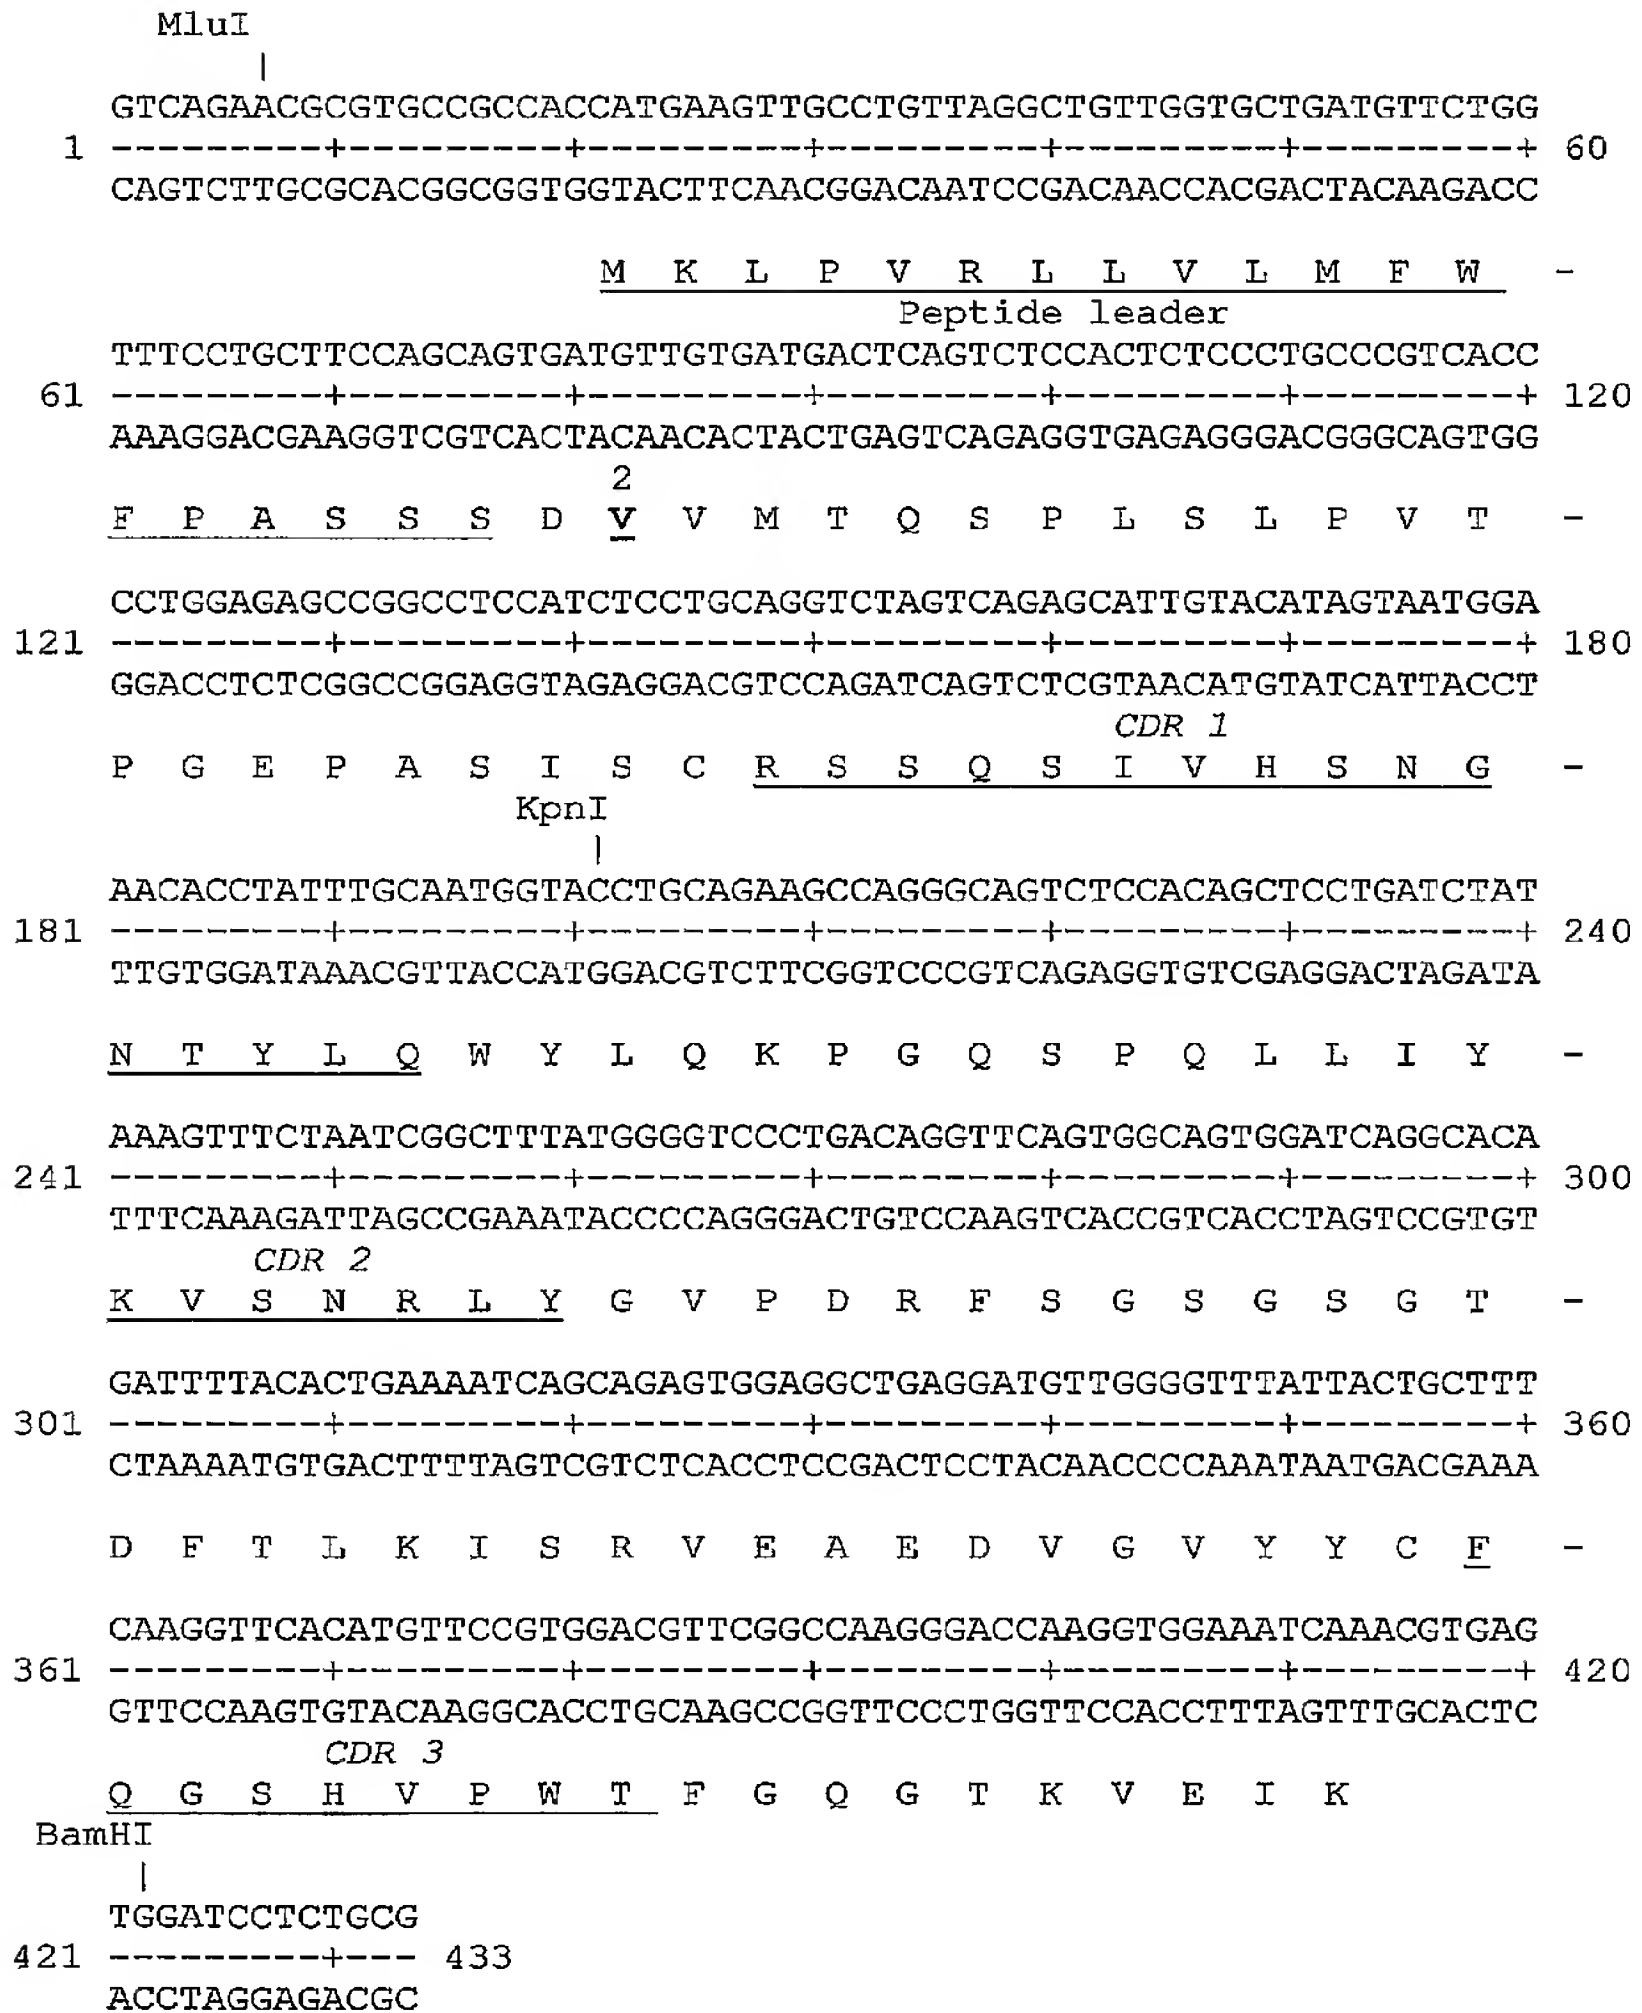 MluI
|
GTCAGAACGCGTGCCGCCACCATGAAGTTGCCTGTTAGGCTGTTGGTGCTGATGTTCTGG
1 ---------+---------+---------+---------+---------+---------+ 60
CAGTCTTGCGCACGGCGGTGGTACTTCAACGGACAATCCGACAACCACGACTACAAGACC
M K L P V R L L V L M F W -
Peptide leader
TTTCCTGCTTCCAGCAGTGATGTTGTGATGACTCAGTCTCCACTCTCCCTGCCCGTCACC
61 ---------+---------+---------+---------+---------+---------+ 120
AAAGGACGAAGGTCGTCACTACAACACTACTGAGTCAGAGGTGAGAGGGACGGGCAGTGG
2
F P A S S S D V V M T Q S P L S L P V T -
CCTGGAGAGCCGGCCTCCATCTCCTGCAGGTCTAGTCAGAGCATTGTACATAGTAATGGA
121 ---------+---------+---------+---------+---------+---------+ 180
GGACCTCTCGGCCGGAGGTAGAGGACGTCCAGATCAGTCTCGTAACATGTATCATTACCT
CDR 1
P G E P A S I S C R S S Q S I V H S N G -
KpnI
|
AACACCTATTTGCAATGGTACCTGCAGAAGCCAGGGCAGTCTCCACAGCTCCTGATCTAT
181 ---------+---------+---------+---------+---------+---------+ 240
TTGTGGATAAACGTTACCATGGACGTCTTCGGTCCCGTCAGAGGTGTCGAGGACTAGATA
N T Y L Q W Y L Q K P G Q S P Q L L I Y -
AAAGTTTCTAATCGGCTTTATGGGGTCCCTGACAGGTTCAGTGGCAGTGGATCAGGCACA
241 ---------+---------+---------+---------+---------+---------+ 300
TTTCAAAGATTAGCCGAAATACCCCAGGGACTGTCCAAGTCACCGTCACCTAGTCCGTGT
CDR 2
K V S N R L Y G V P D R F S G S G S G T -
GATTTTACACTGAAAATCAGCAGAGTGGAGGCTGAGGATGTTGGGGTTTATTACTGCTTT
301 ---------+---------+---------+---------+---------+---------+ 360
CTAAAATGTGACTTTTAGTCGTCTCACCTCCGACTCCTACAACCCCAAATAATGACGAAA
D F T L K I S R V E A E D V G V Y Y C F -
CAAGGTTCACATGTTCCGTGGACGTTCGGCCAAGGGACCAAGGTGGAAATCAAACGTGAG
361 ---------+---------+---------+---------+---------+---------+ 420
GTTCCAAGTGTACAAGGCACCTGCAAGCCGGTTCCCTGGTTCCACCTTTAGTTTGCACTC
CDR 3
Q G S H V P W T F G Q G T K V E I K
BamHI
|
TGGATCCTCTGCG
421 ---------+--- 433
ACCTAGGAGACGC